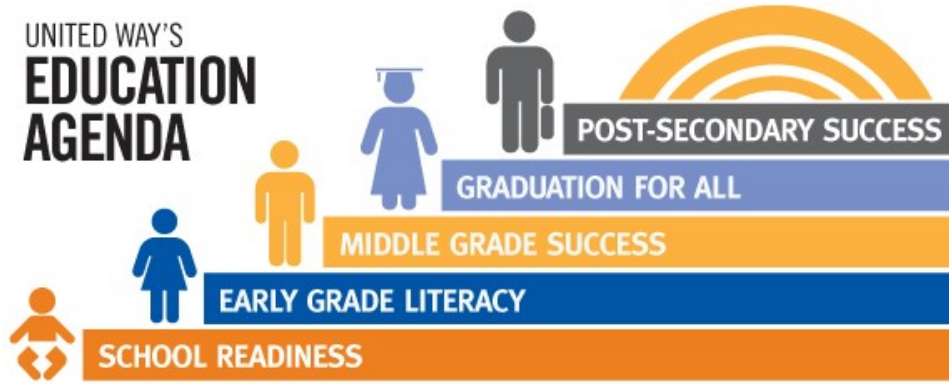 UNITED WAY'S
EDUCATION
AGENDA
POST-SECONDARY SUCCESS
GRADUATION FOR ALL
MIDDLE GRADE SUCCESS
EARLY GRADE LITERACY
SCHOOL READINESS